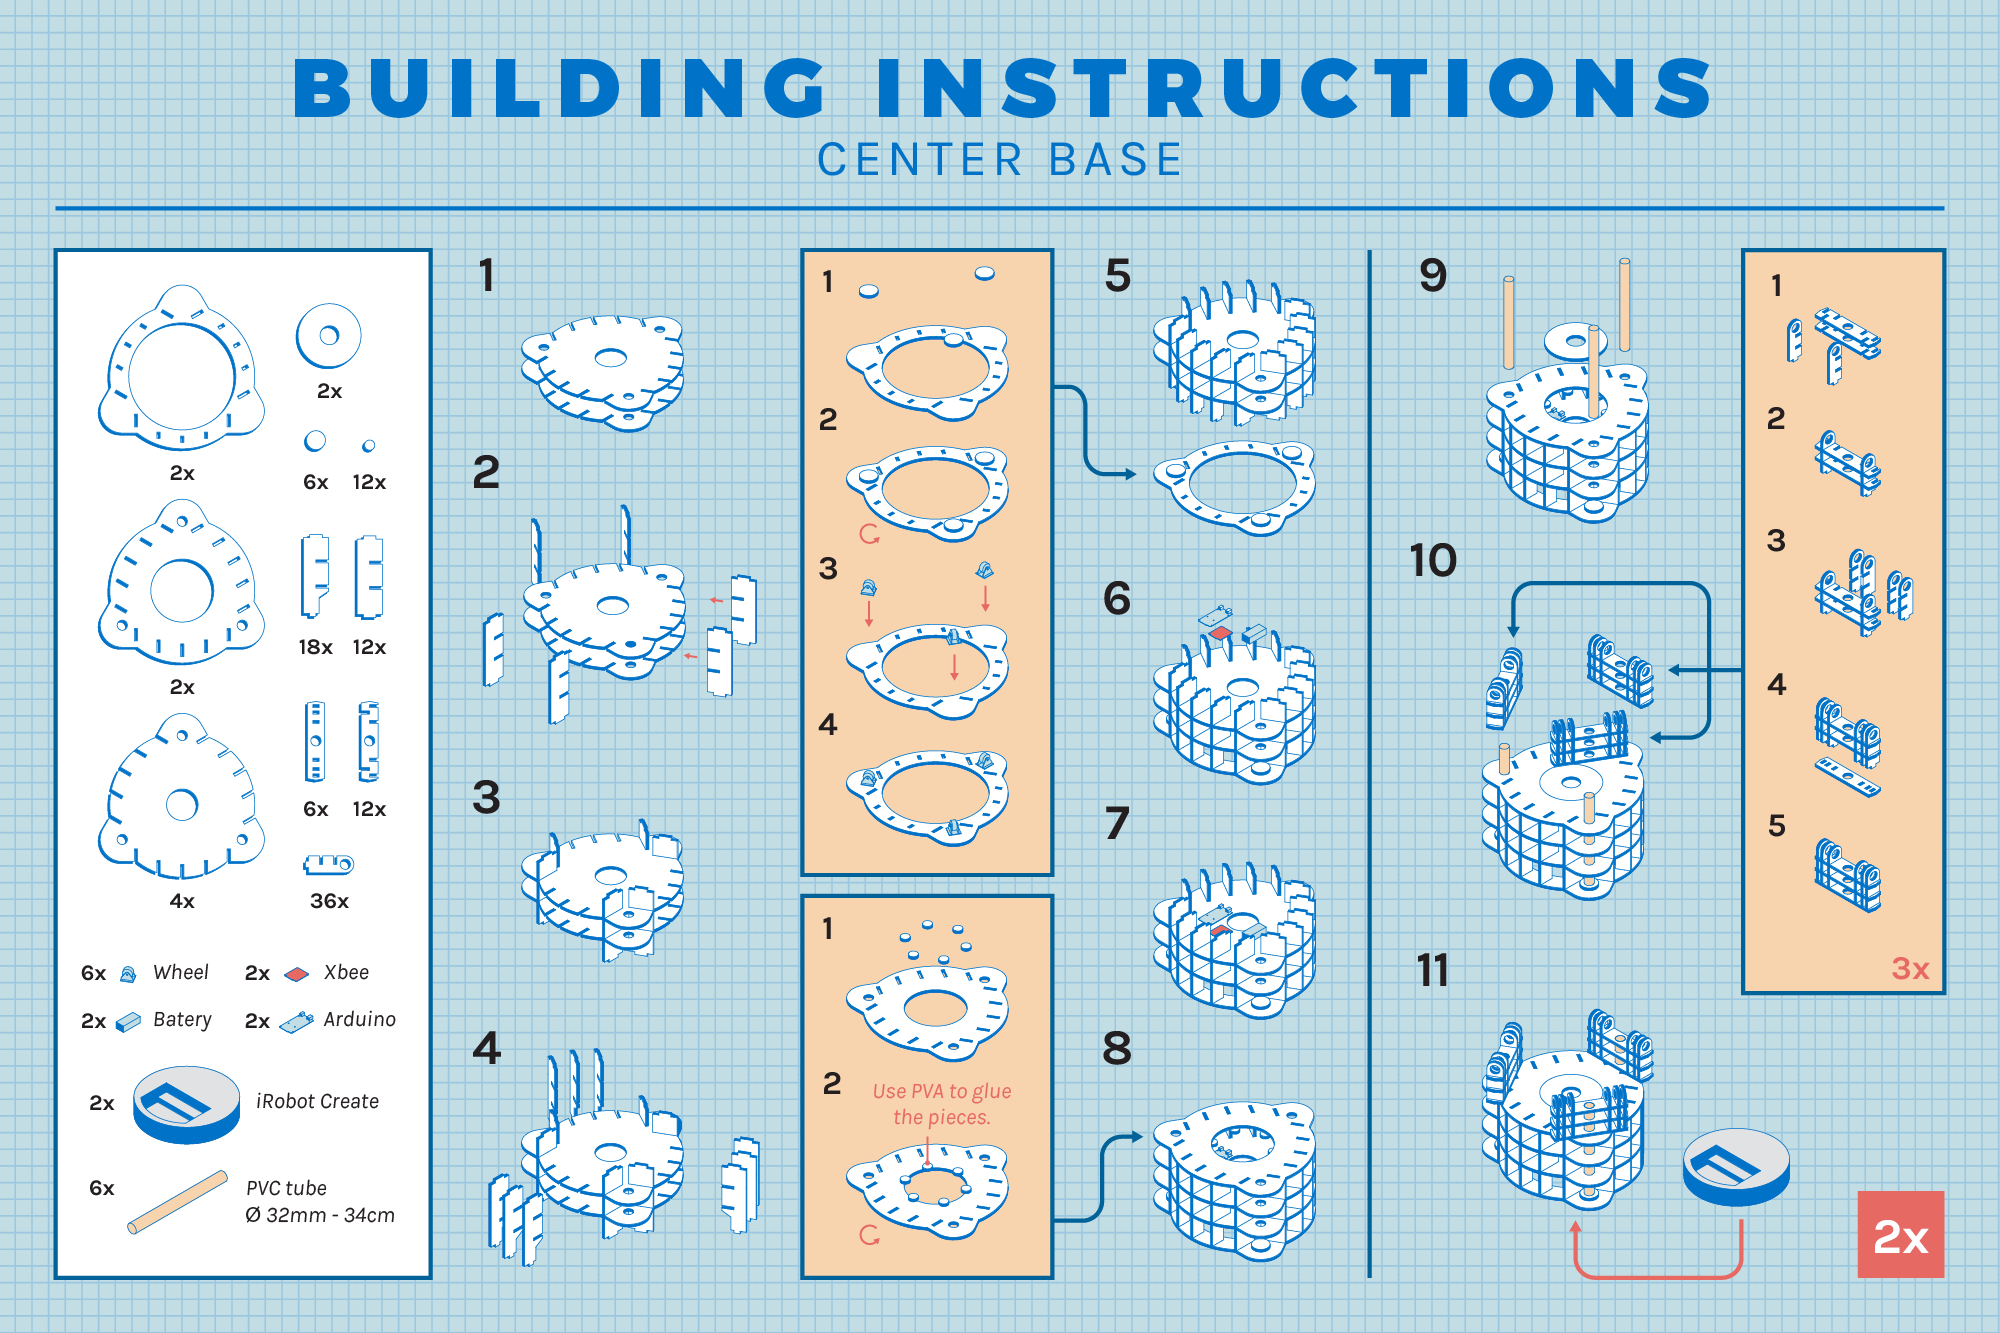 BUILDING INSTRUCTIONS
CENTER BASE
2x
2x
6x 12x
2x
18x 12x
4x
6x 12x
36x
6x Wheel 2x Xbee
2x Batery 2x Arduino
2x iRobot Create
6x PVC tube
Ø 32mm - 34cm
1
2
3
4
1
2
3
4
1
2
Use PVA to glue
the pieces.
5
6
7
8
9
10
11
1
2
3
4
5
3x
2x